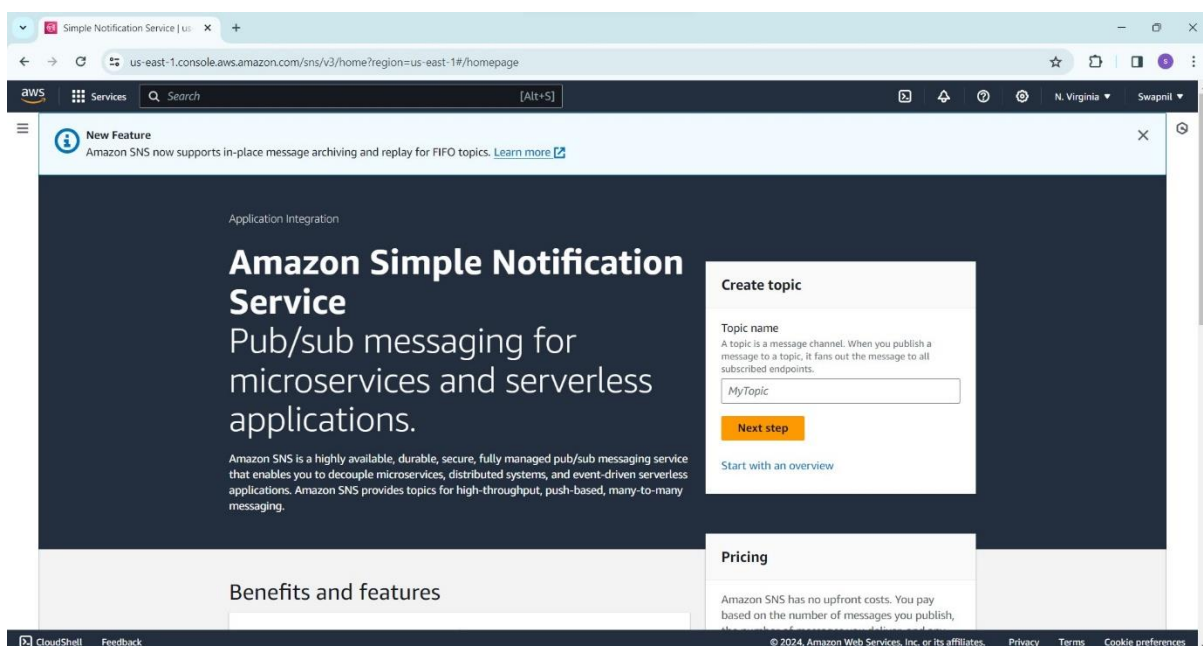 Simple Notification Service | us
us-east-1.console.aws.amazon.com/sns/v3/home?region=us-east-1#/homepage
aws Services Search [Alt+S] N. Virginia Swapnil
New Feature
Amazon SNS now supports in-place message archiving and replay for FIFO topics. Learn more
Application Integration
Amazon Simple Notification
Service
Pub/sub messaging for
microservices and serverless
applications.
Amazon SNS is a highly available, durable, secure, fully managed pub/sub messaging service
that enables you to decouple microservices, distributed systems, and event-driven serverless
applications. Amazon SNS provides topics for high-throughput, push-based, many-to-many
messaging.
Create topic
Topic name
A topic is a message channel. When you publish a
message to a topic, it fans out the message to all
subscribed endpoints.
MyTopic
Next step
Start with an overview
Pricing
Amazon SNS has no upfront costs. You pay
based on the number of messages you publish,
Benefits and features
CloudShell Feedback © 2024, Amazon Web Services, Inc. or its affiliates. Privacy Terms Cookie preferences